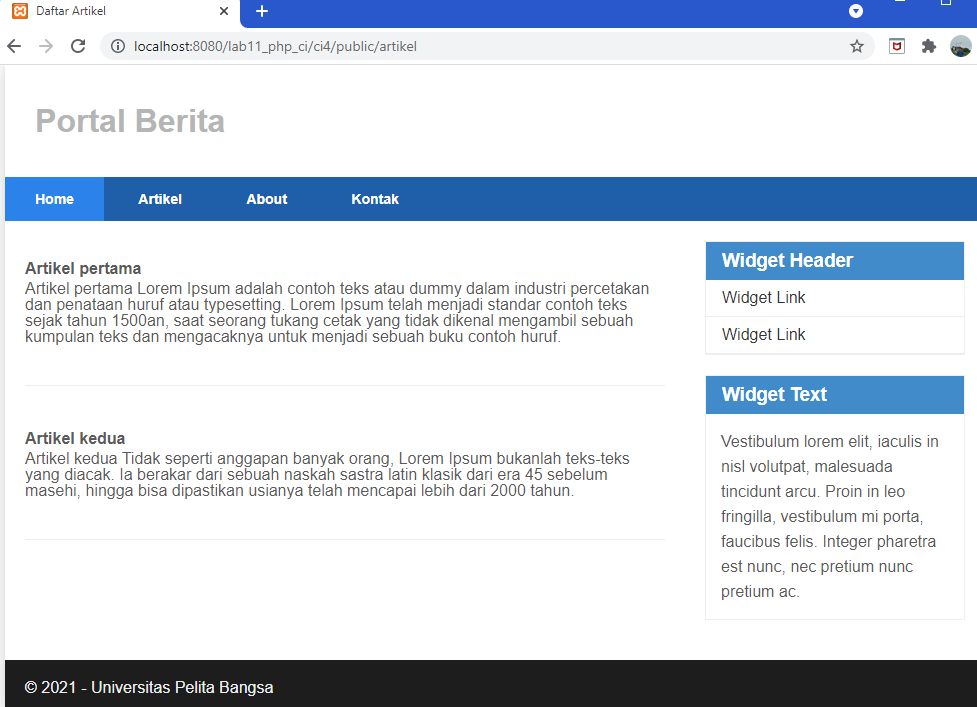 Daftar Artikel
localhost:8080/lab11_php_ci/ci4/public/artikel
Portal Berita
Home Artikel About Kontak
Artikel pertama
Artikel pertama Lorem Ipsum adalah contoh teks atau dummy dalam industri percetakan
dan penataan huruf atau typesetting. Lorem Ipsum telah menjadi standar contoh teks
sejak tahun 1500an, saat seorang tukang cetak yang tidak dikenal mengambil sebuah
kumpulan teks dan mengacaknya untuk menjadi sebuah buku contoh huruf.
Artikel kedua
Artikel kedua Tidak seperti anggapan banyak orang, Lorem Ipsum bukanlah teks-teks
yang diacak. Ia berakar dari sebuah naskah sastra latin klasik dari era 45 sebelum
masehi, hingga bisa dipastikan usianya telah mencapai lebih dari 2000 tahun.
Widget Header
Widget Link
Widget Link
Widget Text
Vestibulum lorem elit, iaculis in
nisl volutpat, malesuada
tincidunt arcu. Proin in leo
fringilla, vestibulum mi porta,
faucibus felis. Integer pharetra
est nunc, nec pretium nunc
pretium ac.
© 2021 - Universitas Pelita Bangsa